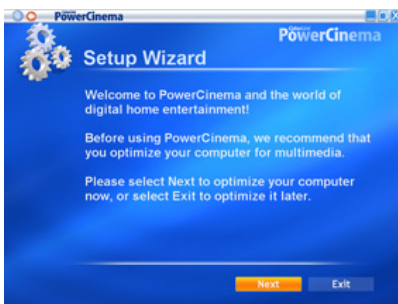 CyberLink
PowerCinema
CyberLink
PowerCinema
Setup Wizard
Welcome to PowerCinema and the world of
digital home entertainment!
Before using PowerCinema, we recommend that
you optimize your computer for multimedia.
Please select Next to optimize your computer
now, or select Exit to optimize it later.
Next
Exit